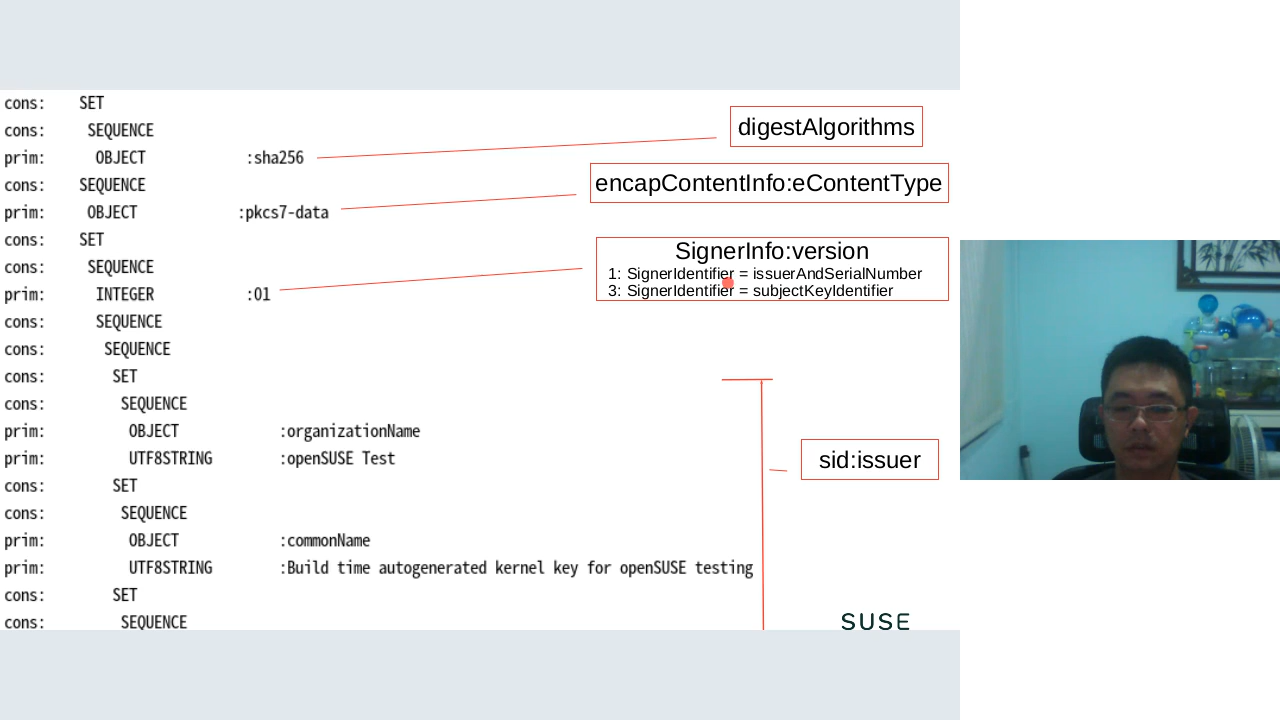 cons: SET
cons: SEQUENCE
prim: OBJECT :sha256
digestAlgorithms
cons: SEQUENCE
prim: OBJECT :pkcs7-data
encapContentInfo:eContentType
cons: SET
cons: SEQUENCE
prim: INTEGER :01
SignerInfo:version
1: SignerIdentifier = issuerAndSerialNumber
3: SignerIdentifier = subjectKeyIdentifier
cons: SEQUENCE
cons: SEQUENCE
cons: SET
cons: SEQUENCE
prim: OBJECT :organizationName
prim: UTF8STRING :openSUSE Test
cons: SET
cons: SEQUENCE
prim: OBJECT :commonName
prim: UTF8STRING :Build time autogenerated kernel key for openSUSE testing
cons: SET
cons: SEQUENCE
sid:issuer
SUSE